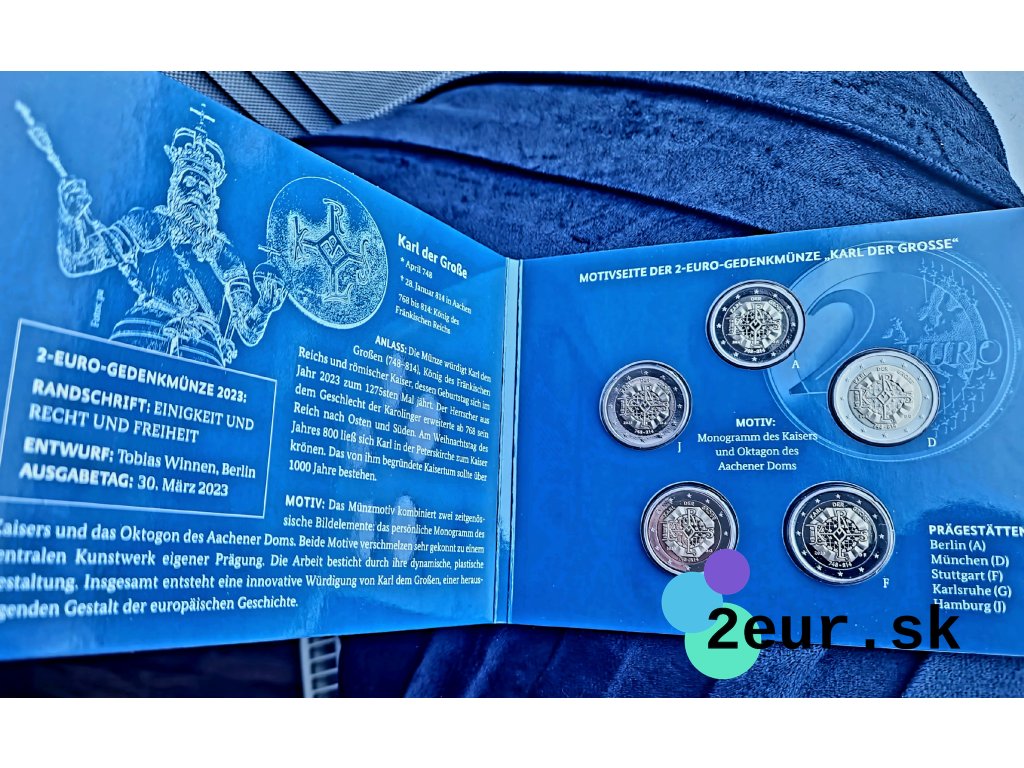 Karl der Große
* April 748
* 28. Januar 814 in Aachen
768 bis 814: König des
Fränkischen Reichs
2-EURO-GEDENKMÜNZE 2023:
RANDSCHRIFT: EINIGKEIT UND
RECHT UND FREIHEIT
ENTWURF: Tobias Winnen, Berlin
AUSGABETAG: 30. März 2023
ANLASS: Die Münze würdigt Karl den
Großen (748–814), König des Fränkischen
Reichs und römischer Kaiser, dessen Geburtstag sich im
Jahr 2023 zum 1275sten Mal jährt. Der Herrscher aus
dem Geschlecht der Karolinger erweiterte ab 768 sein
Reich nach Osten und Süden. Am Weihnachtstag des
Jahres 800 ließ sich Karl in der Peterskirche zum Kaiser
krönen. Das von ihm begründete Kaisertum sollte über
1000 Jahre bestehen.
MOTIV: Das Münzmotiv kombiniert zwei zeitgenös-
sische Bildelemente: das persönliche Monogramm des
Kaisers und das Oktogon des Aachener Doms. Beide Motive verschmelzen sehr gekonnt zu einem
zentralen Kunstwerk eigener Prägung. Die Arbeit besticht durch ihre dynamische, plastische
Gestaltung. Insgesamt entsteht eine innovative Würdigung von Karl dem Großen, einer heraus-
genden Gestalt der europäischen Geschichte.
MOTIVSEITE DER 2-EURO-GEDENKMÜNZE „KARL DER GROSSE“
2 EURO
KARL DER GROSSE
748-814
A
J
D
MOTIV:
Monogramm des Kaisers
und Oktogon des
Aachener Doms
F
PRÄGESTÄTTEN
Berlin (A)
München (D)
Stuttgart (F)
Karlsruhe (G)
Hamburg (J)
2eur.sk